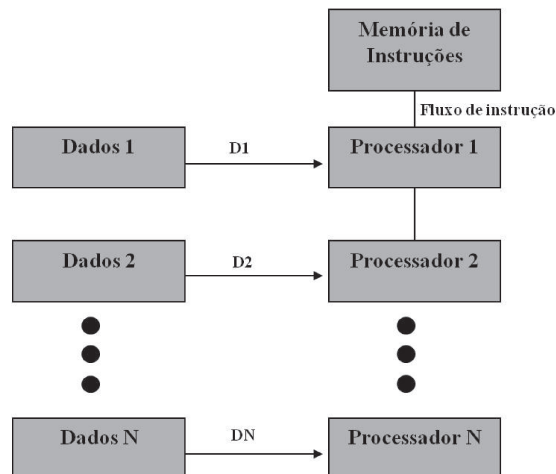 Memória de
Instruções
Fluxo de instrução
Dados 1
D1
Processador 1
Dados 2
D2
Processador 2
Dados N
DN
Processador N